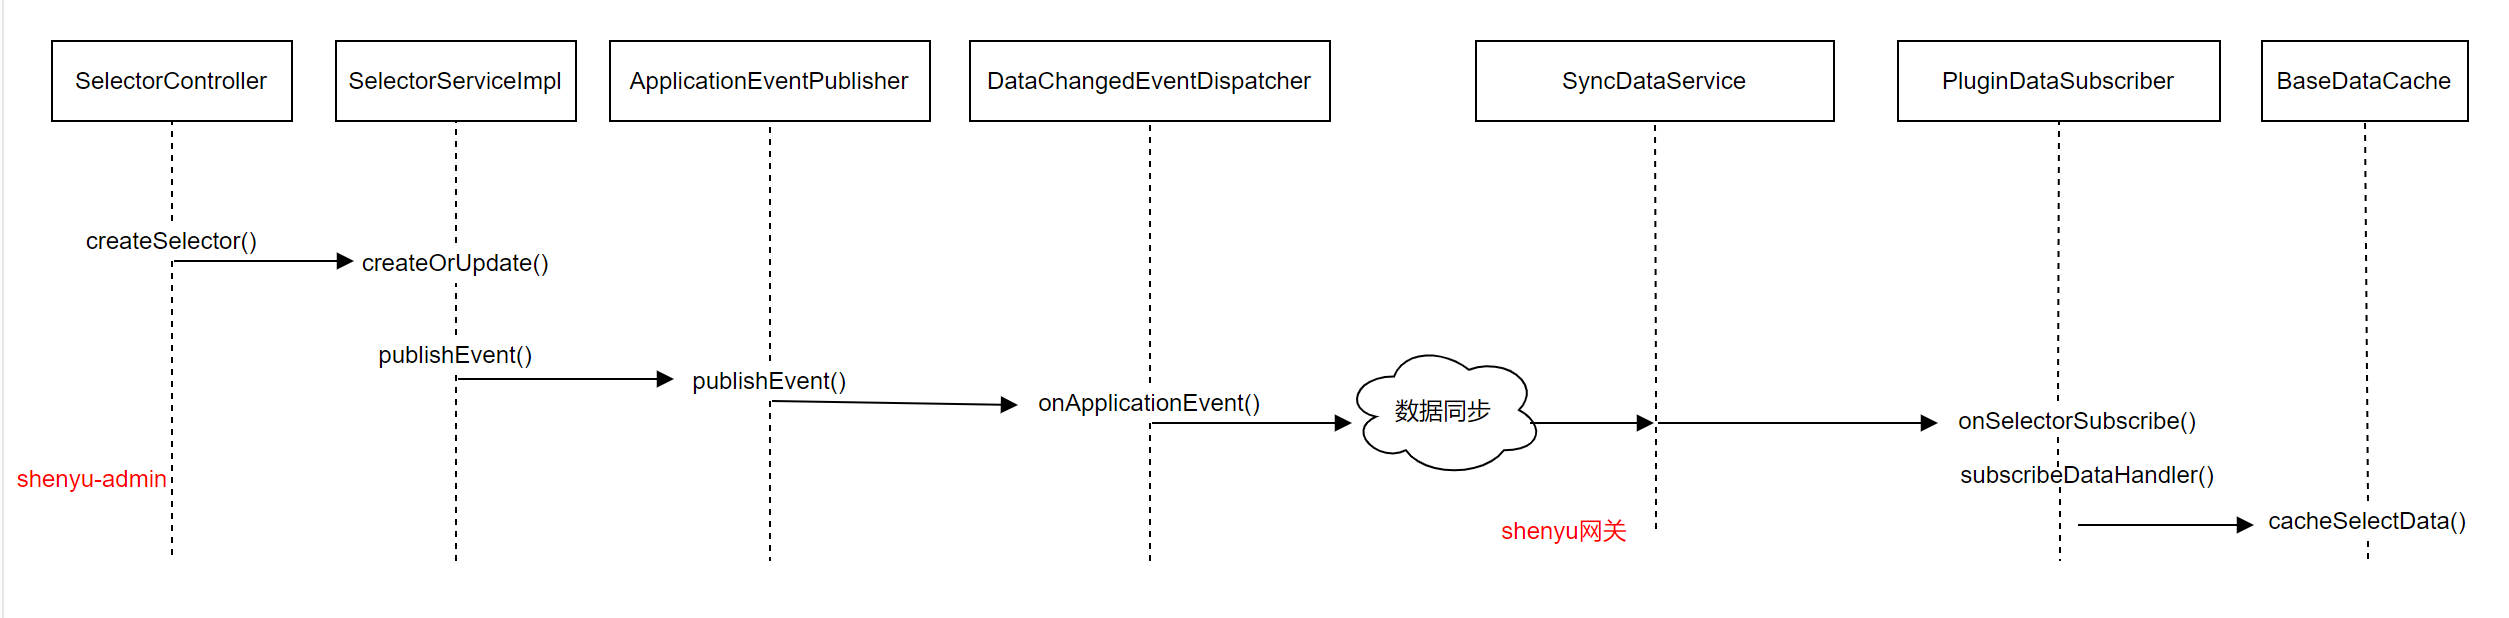 SelectorController
SelectorServiceImpl
ApplicationEventPublisher
DataChangedEventDispatcher
SyncDataService
PluginDataSubscriber
BaseDataCache
createSelector()
createOrUpdate()
publishEvent()
publishEvent()
onApplicationEvent()
数据同步
onSelectorSubscribe()
subscribeDataHandler()
shenyu-admin
cacheSelectData()
shenyu网关